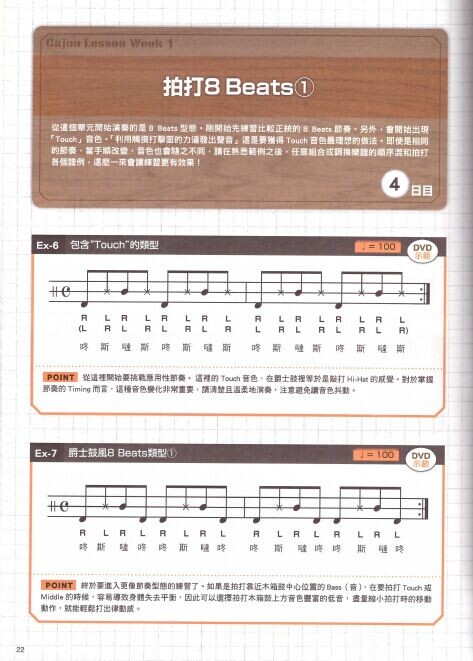 Cajon Lesson Week 1
拍打8 Beats①
從這個單元開始演奏的是 8 Beats 型態。剛開始先練習比較正統的 8 Beats 節奏。另外，會開始出現
「Touch」音色。「利用觸摸打擊面的力道發出聲音」這是要獲得 Touch 音色最理想的做法。即使是相同
的節奏，當手順改變，音色也會隨之不同，請在熟悉範例之後，任意組合或調換樂譜的順序混和拍打
各個譜例，這麼一來會讓練習更有效果！
4 日目
Ex-6 包含"Touch"的類型 ♩= 100 DVD 示範
R L R L R L R L R L R L
(L R L R R L L R L R L R)
咚 斯 噠 斯 咚 斯 噠 斯 咚 斯 噠 斯
POINT 從這裡開始要挑戰應用性節奏。這裡的 Touch 音色，在爵士鼓裡等於是敲打 Hi-Hat 的感覺。對於掌握
節奏的 Timing 而言，這種音色變化非常重要，請清楚且溫柔地演奏，注意避免讓音色抖動。
Ex-7 爵士鼓風8 Beats類型① ♩= 100 DVD 示範
R L R L R L R L R L R L R L R L
咚 斯 噠 咚 咚 斯 噠 咚 咚 斯 噠 咚 咚 斯 噠 咚
POINT 終於要進入更像節奏型態的練習了。如果是拍打靠近木箱鼓中心位置的 Bass（音），在要拍打 Touch 或
Middle 的時候，容易導致身體失去平衡，因此可以選擇拍打木箱鼓上方音色豐富的低音，盡量縮小拍打時的移動
動作，就能輕鬆打出律動感。
22